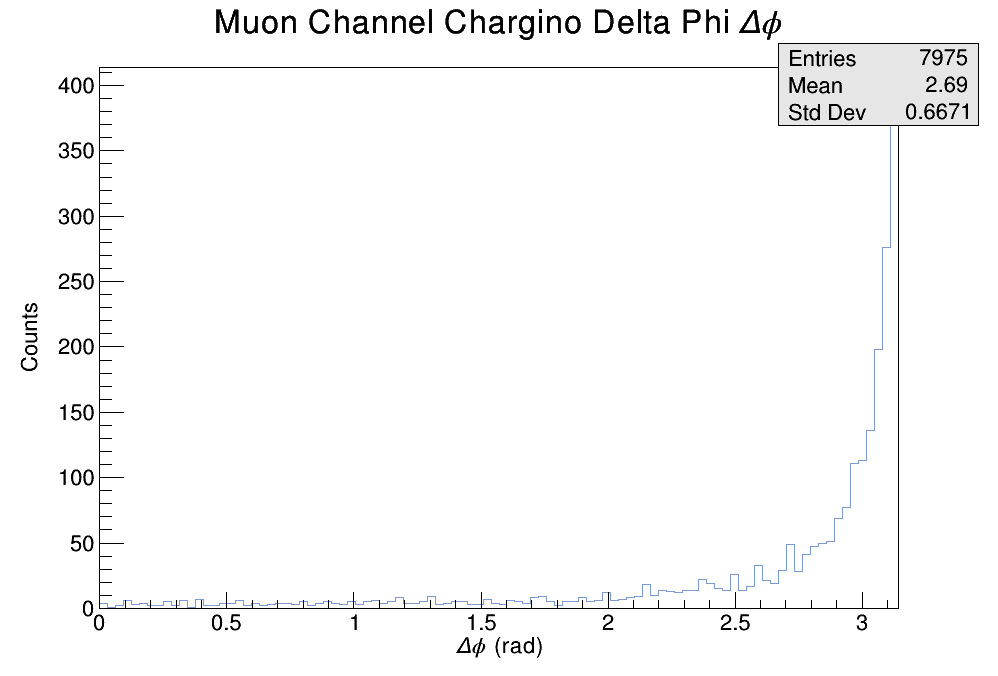 Muon Channel Chargino Delta Phi Δϕ
Entries 7975
Mean 2.69
Std Dev 0.6671
400
350
300
250
200
150
100
50
0
Counts
0 0.5 1 1.5 2 2.5 3
Δϕ (rad)